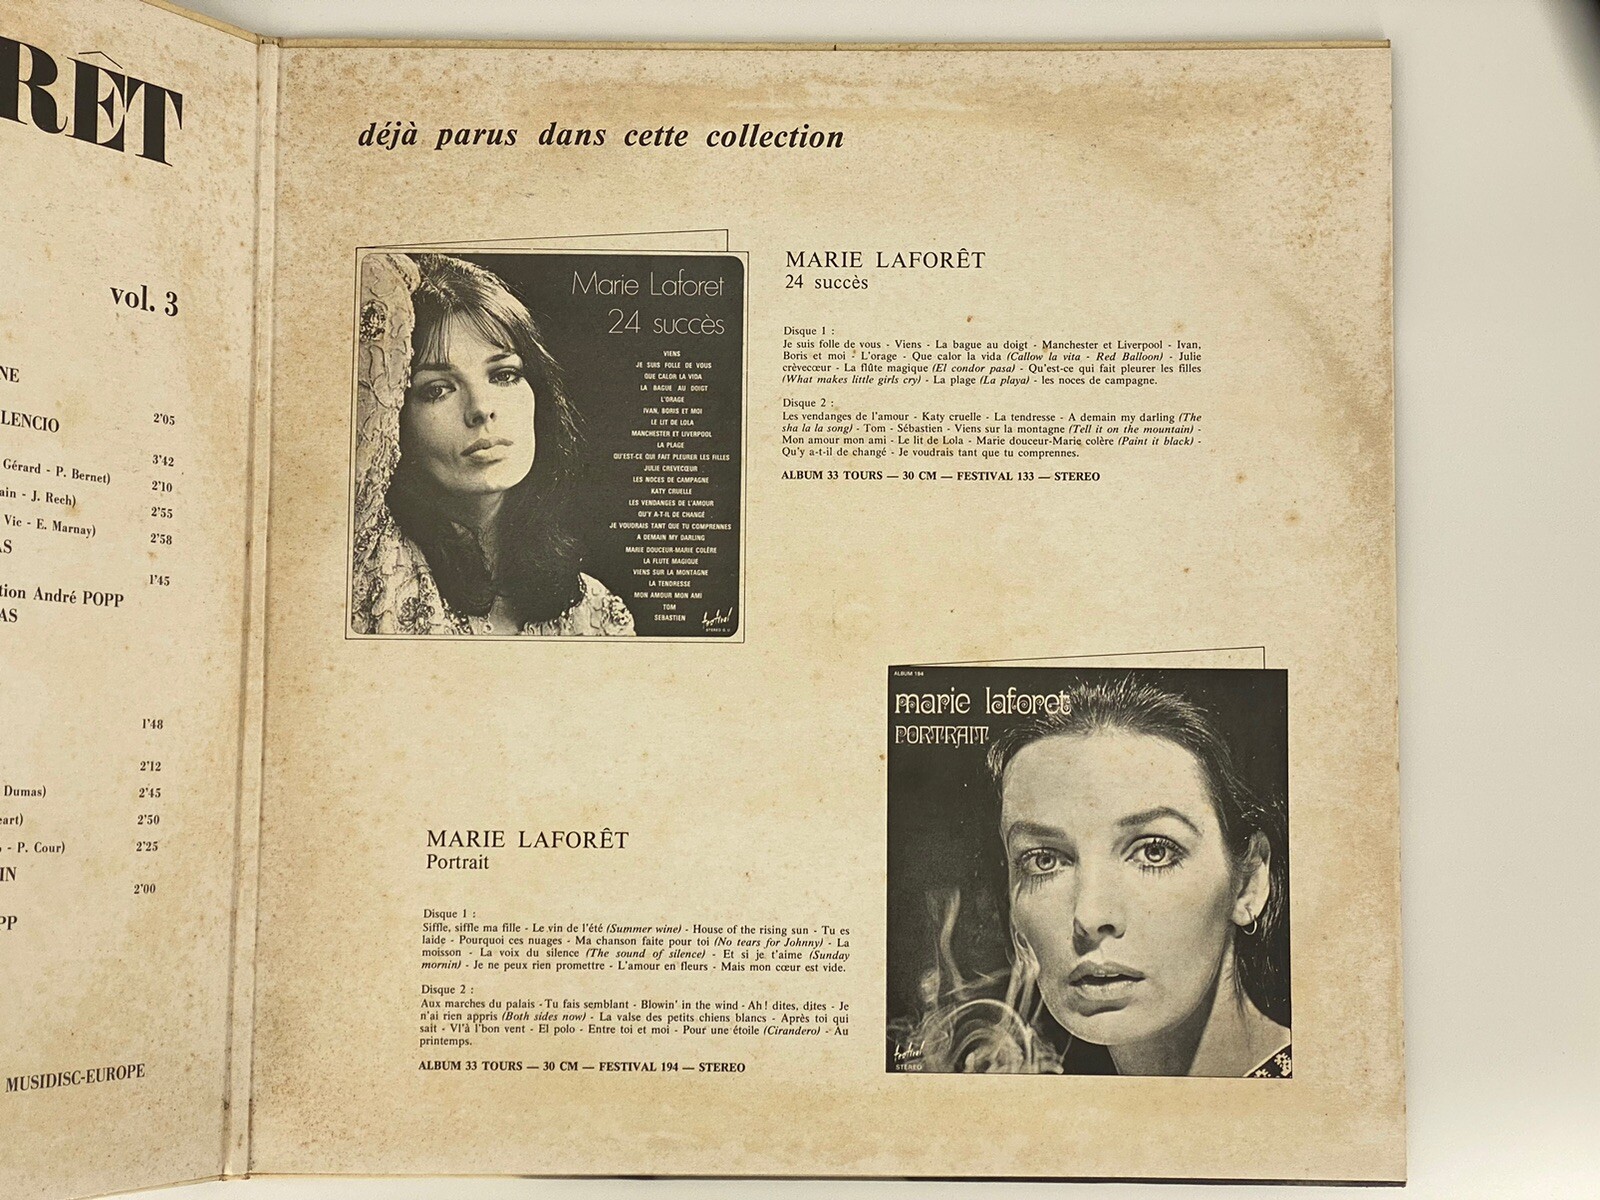 RÊT
vol. 3
NE
LENCIO 2'05
3'42
Gérard - P. Bernet) 2'10
ain - J. Rech) 2'55
Vic - E. Marnay) 2'58
AS
1'45
tion André POPP
AS
1'48
2'12
Dumas) 2'45
eart) 2'50
- P. Cour) 2'25
IN
2'00
PP
MUSIDISC-EUROPE
déjà parus dans cette collection
Marie Laforet
24 succès
VIENS
JE SUIS FOLLE DE VOUS
QUE CALOR LA VIDA
LA BAGUE AU DOIGT
L'ORAGE
IVAN, BORIS ET MOI
LE LIT DE LOLA
MANCHESTER ET LIVERPOOL
LA PLAGE
QU'EST-CE QUI FAIT PLEURER LES FILLES
JULIE CREVECŒUR
LES NOCES DE CAMPAGNE
KATY CRUELLE
LES VENDANGES DE L'AMOUR
QU'Y A-T-IL DE CHANGÉ
JE VOUDRAIS TANT QUE TU COMPRENNES
A DEMAIN MY DARLING
MARIE DOUCEUR-MARIE COLÈRE
LA FLUTE MAGIQUE
VIENS SUR LA MONTAGNE
LA TENDRESSE
MON AMOUR MON AMI
TOM
SEBASTIEN
festival
STEREO
MARIE LAFORÊT
24 succès
Disque 1 :
Je suis folle de vous - Viens - La bague au doigt - Manchester et Liverpool - Ivan,
Boris et moi - L'orage - Que calor la vida (Callow la vita - Red Balloon) - Julie
crèvecœur - La flûte magique (El condor pasa) - Qu'est-ce qui fait pleurer les filles
(What makes little girls cry) - La plage (La playa) - les noces de campagne.
Disque 2 :
Les vendanges de l'amour - Katy cruelle - La tendresse - A demain my darling (The
sha la la song) - Tom - Sébastien - Viens sur la montagne (Tell it on the mountain) -
Mon amour mon ami - Le lit de Lola - Marie douceur-Marie colère (Paint it black) -
Qu'y a-t-il de changé - Je voudrais tant que tu comprennes.
ALBUM 33 TOURS — 30 CM — FESTIVAL 133 — STEREO
ALBUM 194
marie laforet
PORTRAIT
festival
STEREO
MARIE LAFORÊT
Portrait
Disque 1 :
Siffle, siffle ma fille - Le vin de l'été (Summer wine) - House of the rising sun - Tu es
laide - Pourquoi ces nuages - Ma chanson faite pour toi (No tears for Johnny) - La
moisson - La voix du silence (The sound of silence) - Et si je t'aime (Sunday
mornin) - Je ne peux rien promettre - L'amour en fleurs - Mais mon cœur est vide.
Disque 2 :
Aux marches du palais - Tu fais semblant - Blowin' in the wind - Ah ! dites, dites - Je
n'ai rien appris (Both sides now) - La valse des petits chiens blancs - Après toi qui
sait - Vl'à l'bon vent - El polo - Entre toi et moi - Pour une étoile (Cirandero) - Au
printemps.
ALBUM 33 TOURS — 30 CM — FESTIVAL 194 — STEREO